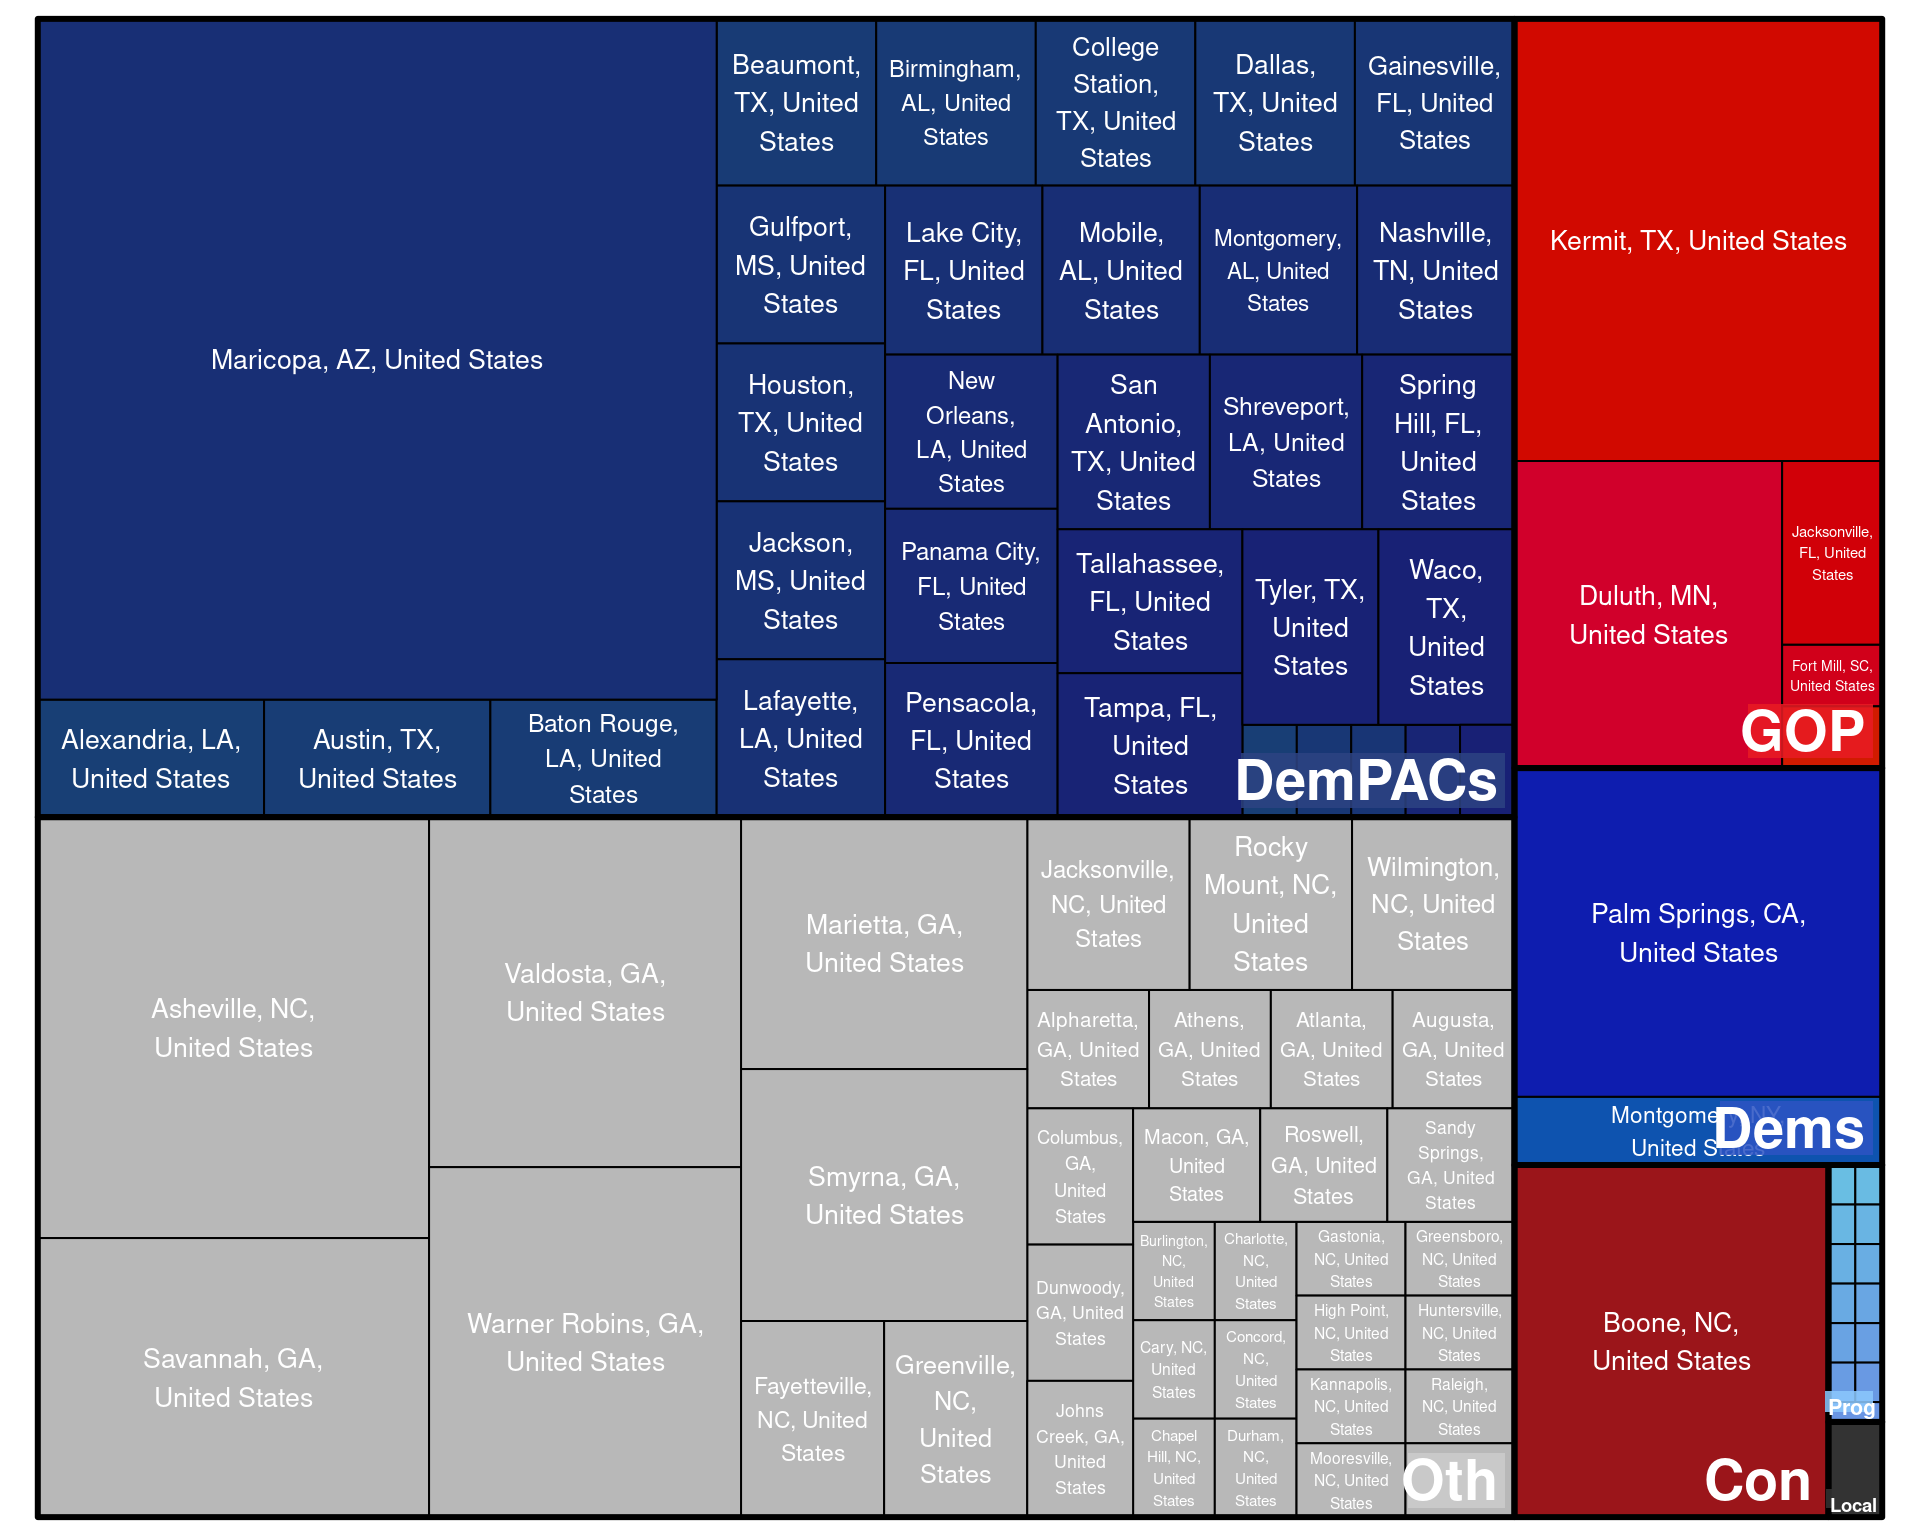 Maricopa, AZ, United States
Alexandria, LA,
United States
Austin, TX,
United States
Baton Rouge,
LA, United
States
Beaumont,
TX, United
States
Birmingham,
AL, United
States
College
Station,
TX, United
States
Dallas,
TX, United
States
Gainesville,
FL, United
States
Gulfport,
MS, United
States
Houston,
TX, United
States
Jackson,
MS, United
States
Lafayette,
LA, United
States
Lake City,
FL, United
States
Mobile,
AL, United
States
Montgomery,
AL, United
States
Nashville,
TN, United
States
New
Orleans,
LA, United
States
Panama City,
FL, United
States
Pensacola,
FL, United
States
San
Antonio,
TX, United
States
Shreveport,
LA, United
States
Spring
Hill, FL,
United
States
Tallahassee,
FL, United
States
Tampa, FL,
United
States
Tyler, TX,
United
States
Waco,
TX,
United
States
DemPACs
Kermit, TX, United States
Duluth, MN,
United States
Jacksonville,
FL, United
States
Fort Mill, SC,
United States
GOP
Palm Springs, CA,
United States
Montgomery, NY,
United States
Dems
Asheville, NC,
United States
Savannah, GA,
United States
Valdosta, GA,
United States
Warner Robins, GA,
United States
Marietta, GA,
United States
Smyrna, GA,
United States
Fayetteville,
NC, United
States
Greenville,
NC,
United
States
Jacksonville,
NC, United
States
Rocky
Mount, NC,
United
States
Wilmington,
NC, United
States
Alpharetta,
GA, United
States
Athens,
GA, United
States
Atlanta,
GA, United
States
Augusta,
GA, United
States
Columbus,
GA,
United
States
Dunwoody,
GA, United
States
Johns
Creek, GA,
United
States
Macon, GA,
United
States
Roswell,
GA, United
States
Sandy
Springs,
GA, United
States
Burlington,
NC,
United
States
Cary, NC,
United
States
Chapel
Hill, NC,
United
States
Charlotte,
NC,
United
States
Concord,
NC,
United
States
Durham,
NC,
United
States
Gastonia,
NC, United
States
Greensboro,
NC, United
States
High Point,
NC, United
States
Huntersville,
NC, United
States
Kannapolis,
NC, United
States
Raleigh,
NC, United
States
Mooresville,
NC, United
States
Oth
Boone, NC,
United States
Con
Prog
Local